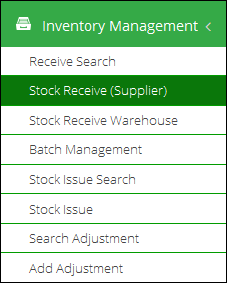 Inventory Management
Receive Search
Stock Receive (Supplier)
Stock Receive Warehouse
Batch Management
Stock Issue Search
Stock Issue
Search Adjustment
Add Adjustment